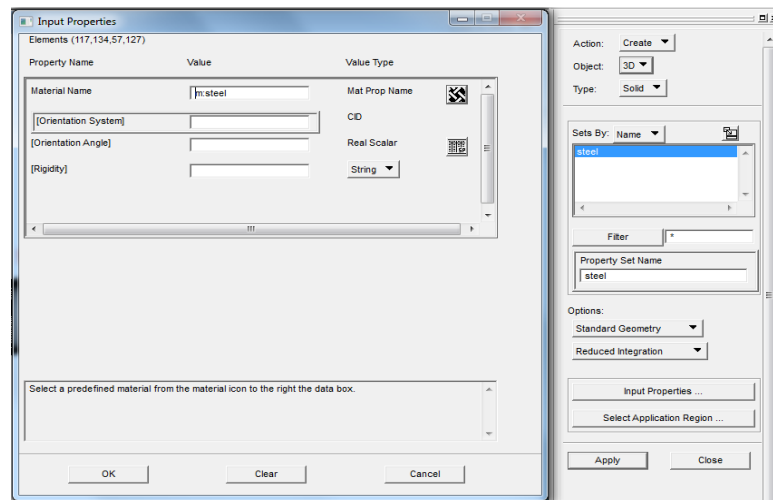 Input Properties
Elements (117,134,57,127)
Property Name Value Value Type
Material Name m:steel Mat Prop Name
[Orientation System] CID
[Orientation Angle] Real Scalar
[Rigidity] String
Select a predefined material from the material icon to the right the data box.
OK Clear Cancel
Action: Create
Object: 3D
Type: Solid
Sets By: Name
steel
Filter *
Property Set Name
steel
Options:
Standard Geometry
Reduced Integration
Input Properties ...
Select Application Region ...
Apply Close